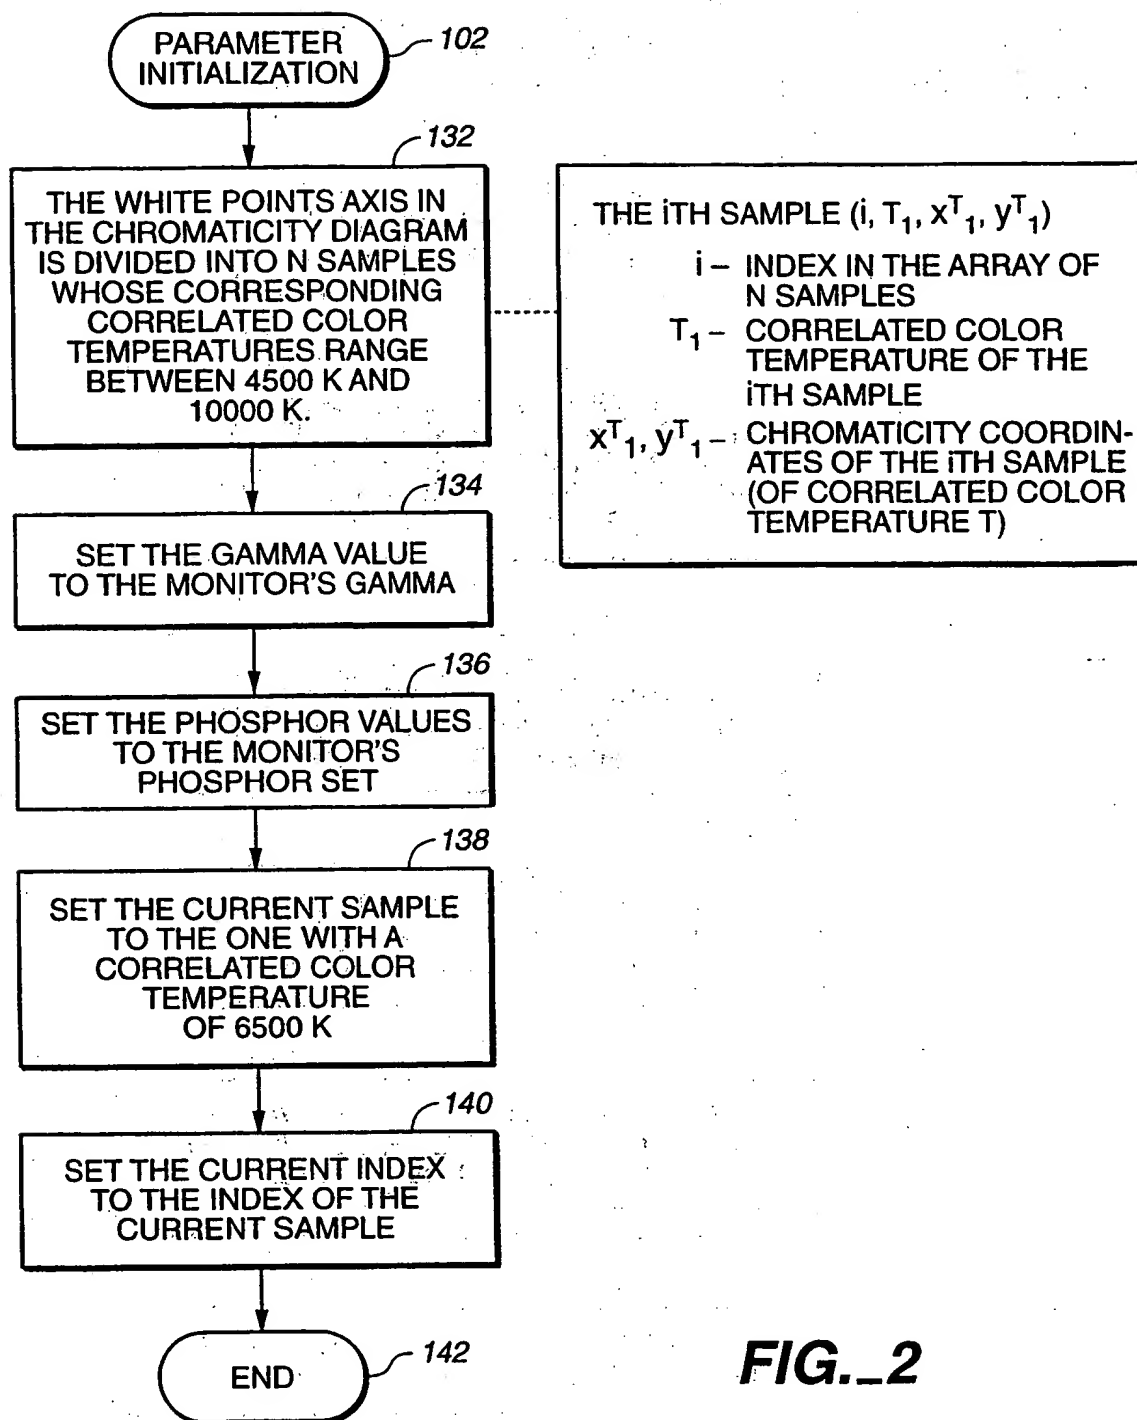 PARAMETER
INITIALIZATION
102
132
THE WHITE POINTS AXIS IN
THE CHROMATICITY DIAGRAM
IS DIVIDED INTO N SAMPLES
WHOSE CORRESPONDING
CORRELATED COLOR
TEMPERATURES RANGE
BETWEEN 4500 K AND
10000 K.
THE iTH SAMPLE (i, T₁, xᵀ₁, yᵀ₁)
i – INDEX IN THE ARRAY OF
N SAMPLES
T₁ – CORRELATED COLOR
TEMPERATURE OF THE
iTH SAMPLE
xᵀ₁, yᵀ₁ – CHROMATICITY COORDIN-
ATES OF THE iTH SAMPLE
(OF CORRELATED COLOR
TEMPERATURE T)
134
SET THE GAMMA VALUE
TO THE MONITOR'S GAMMA
136
SET THE PHOSPHOR VALUES
TO THE MONITOR'S
PHOSPHOR SET
138
SET THE CURRENT SAMPLE
TO THE ONE WITH A
CORRELATED COLOR
TEMPERATURE
OF 6500 K
140
SET THE CURRENT INDEX
TO THE INDEX OF THE
CURRENT SAMPLE
END
142
FIG._2